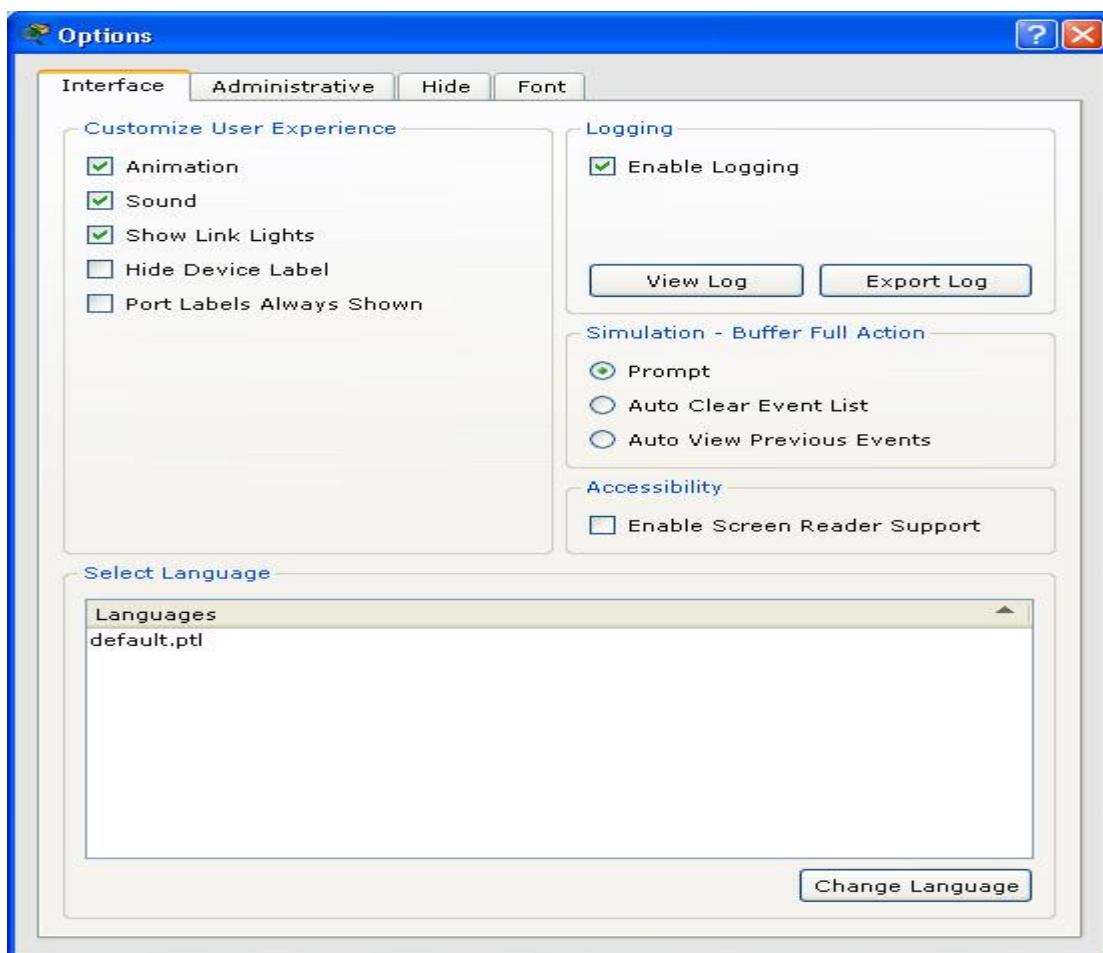 Options
Interface Administrative Hide Font
Customize User Experience
Animation
Sound
Show Link Lights
Hide Device Label
Port Labels Always Shown
Logging
Enable Logging
View Log Export Log
Simulation - Buffer Full Action
Prompt
Auto Clear Event List
Auto View Previous Events
Accessibility
Enable Screen Reader Support
Select Language
Languages
default.ptl
Change Language